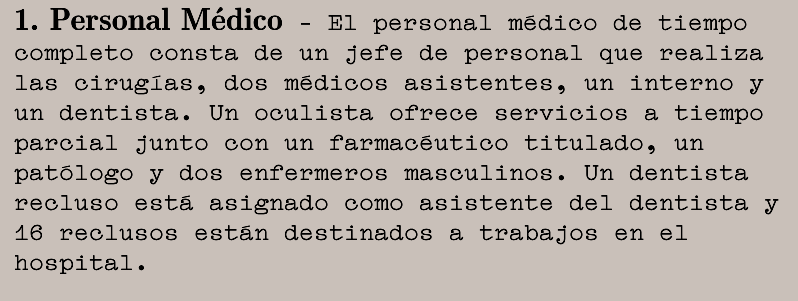 1. Personal Médico - El personal médico de tiempo
completo consta de un jefe de personal que realiza
las cirugías, dos médicos asistentes, un interno y
un dentista. Un oculista ofrece servicios a tiempo
parcial junto con un farmacéutico titulado, un
patólogo y dos enfermeros masculinos. Un dentista
recluso está asignado como asistente del dentista y
16 reclusos están destinados a trabajos en el
hospital.